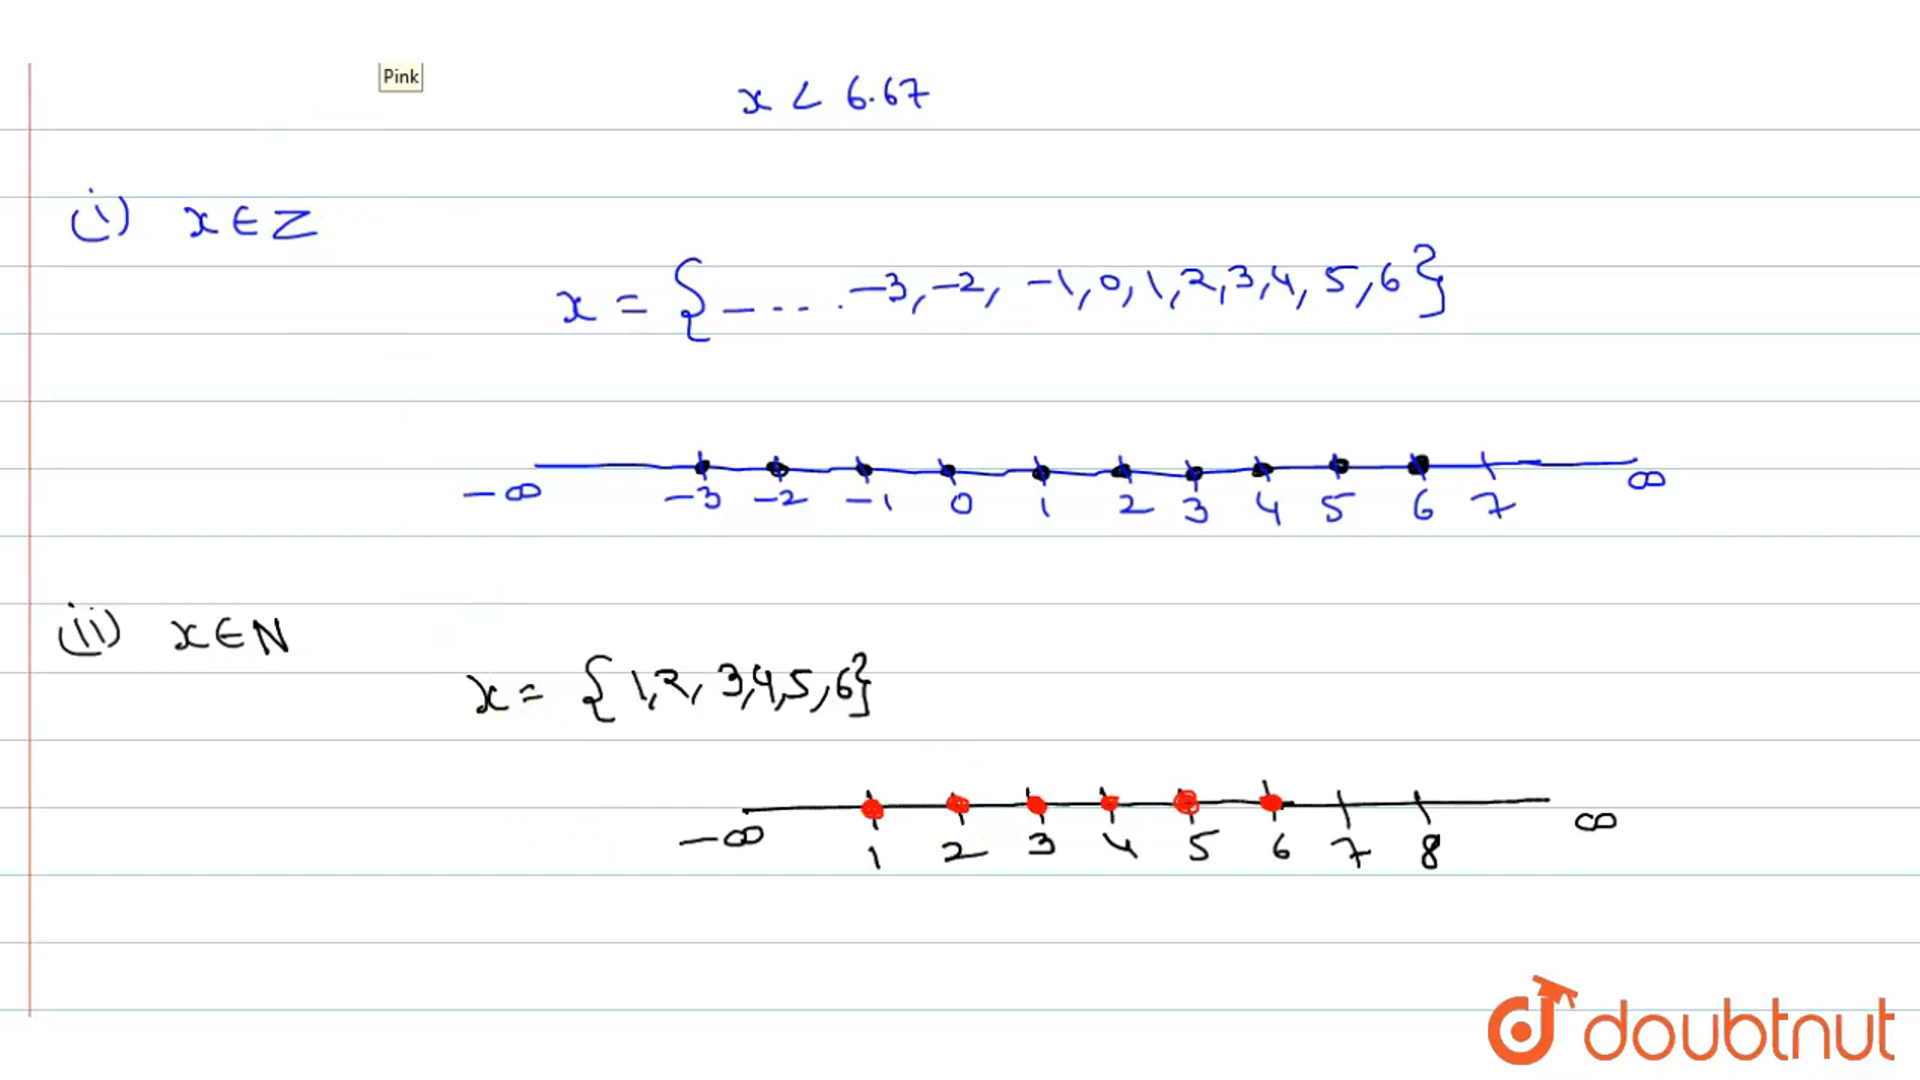 Pink
x < 6.67
(i) x ∈ Z
x = { _ . . . . -3, -2, -1, 0, 1, 2, 3, 4, 5, 6 }
-∞ -3 -2 -1 0 1 2 3 4 5 6 7 ∞
(ii) x ∈ N
x = { 1, 2, 3, 4, 5, 6 }
-∞ 1 2 3 4 5 6 7 8 ∞
doubtnut